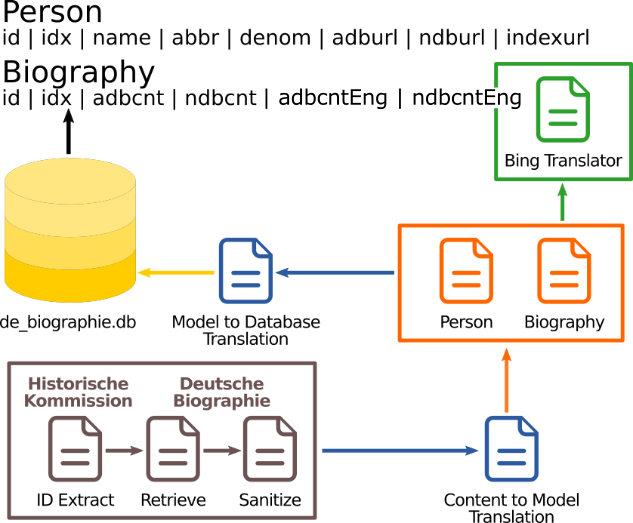 Person
id | idx | name | abbr | denom | adburl | ndburl | indexurl
Biography
id | idx | adbcnt | ndbcnt | adbcntEng | ndbcntEng
Bing Translator
Person
Biography
de_biographie.db
Model to Database
Translation
Historische
Kommission
Deutsche
Biographie
ID Extract
Retrieve
Sanitize
Content to Model
Translation